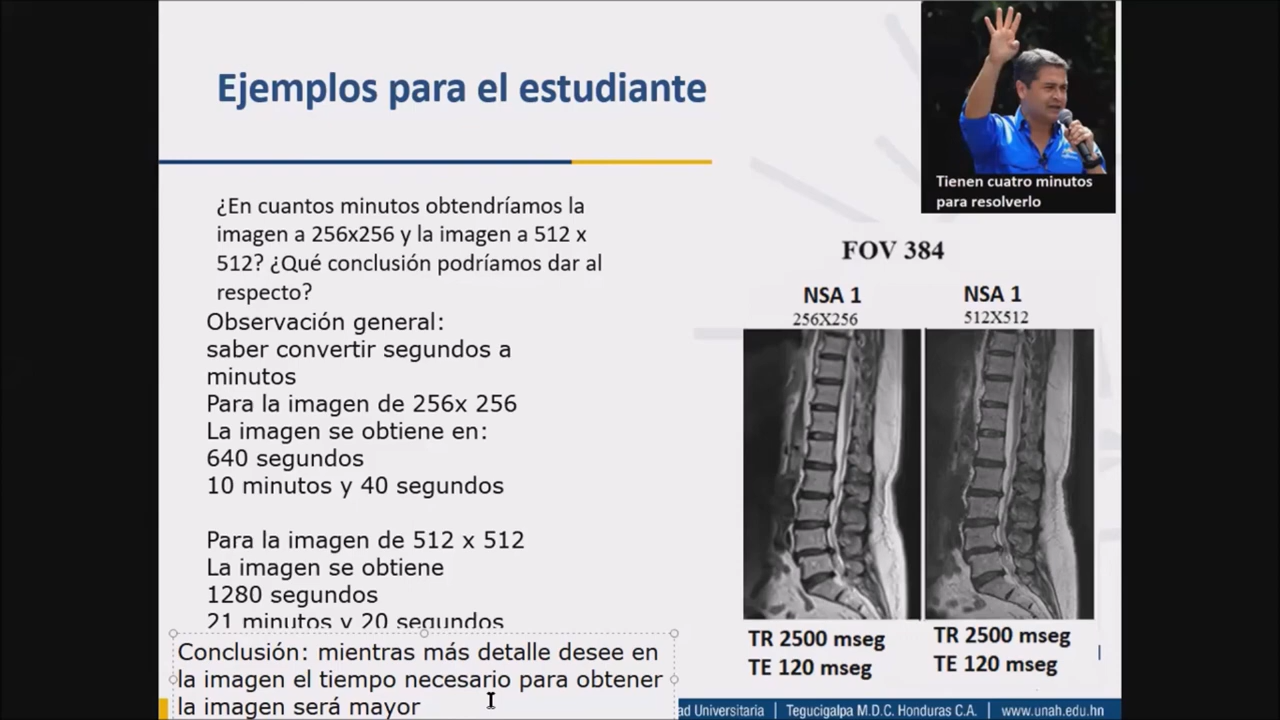 Ejemplos para el estudiante
Tienen cuatro minutos
para resolverlo
¿En cuantos minutos obtendríamos la
imagen a 256x256 y la imagen a 512 x
512? ¿Qué conclusión podríamos dar al
respecto?
Observación general:
saber convertir segundos a
minutos
Para la imagen de 256x 256
La imagen se obtiene en:
640 segundos
10 minutos y 40 segundos
Para la imagen de 512 x 512
La imagen se obtiene
1280 segundos
21 minutos y 20 segundos
Conclusión: mientras más detalle desee en
la imagen el tiempo necesario para obtener
la imagen será mayor
FOV 384
NSA 1
256X256
TR 2500 mseg
TE 120 mseg
NSA 1
512X512
TR 2500 mseg
TE 120 mseg
ad Universitaria | Tegucigalpa M.D.C. Honduras C.A. | www.unah.edu.hn